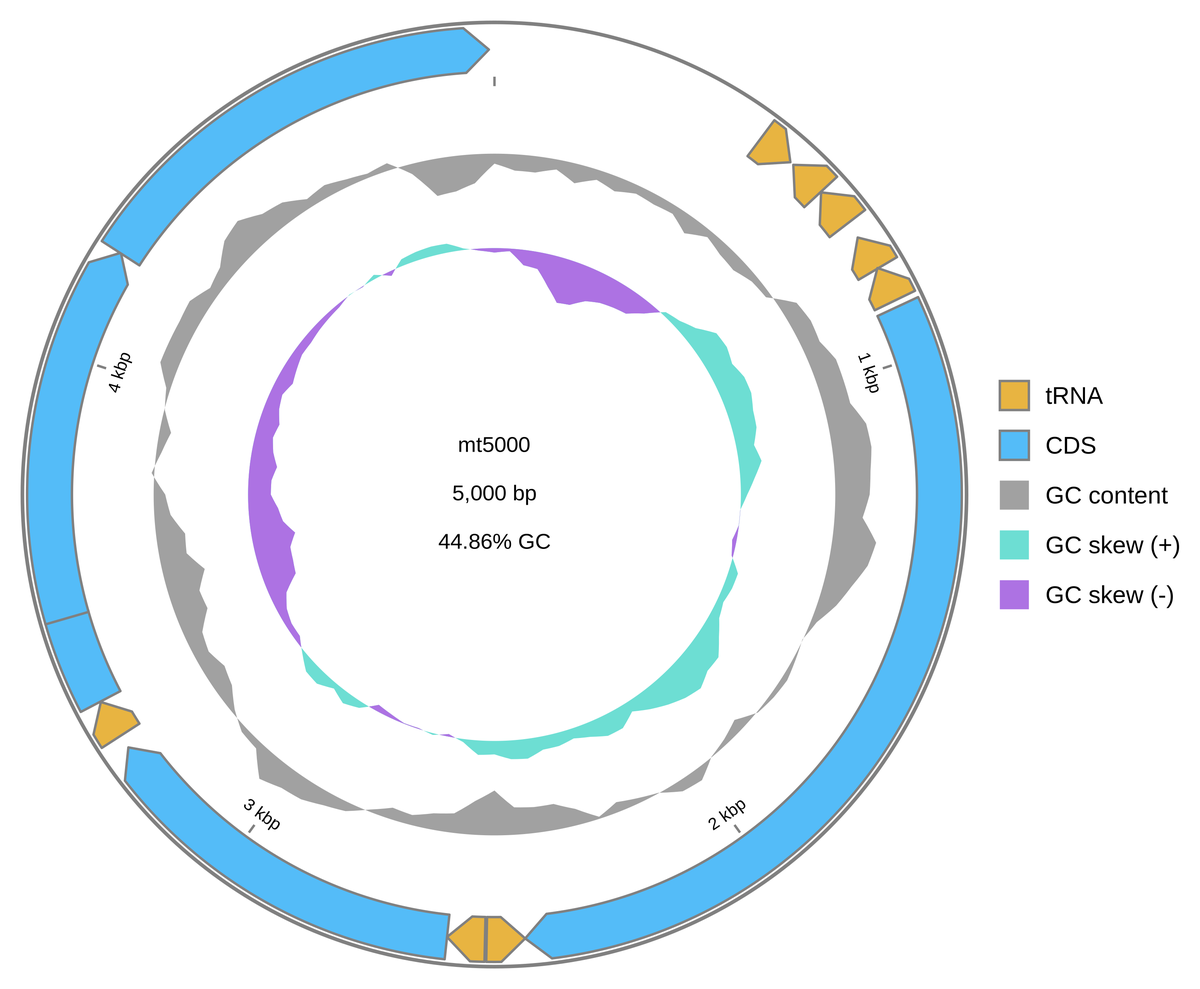 1 kbp
2 kbp
3 kbp
4 kbp
mt5000
5,000 bp
44.86% GC
tRNA
CDS
GC content
GC skew (+)
GC skew (-)